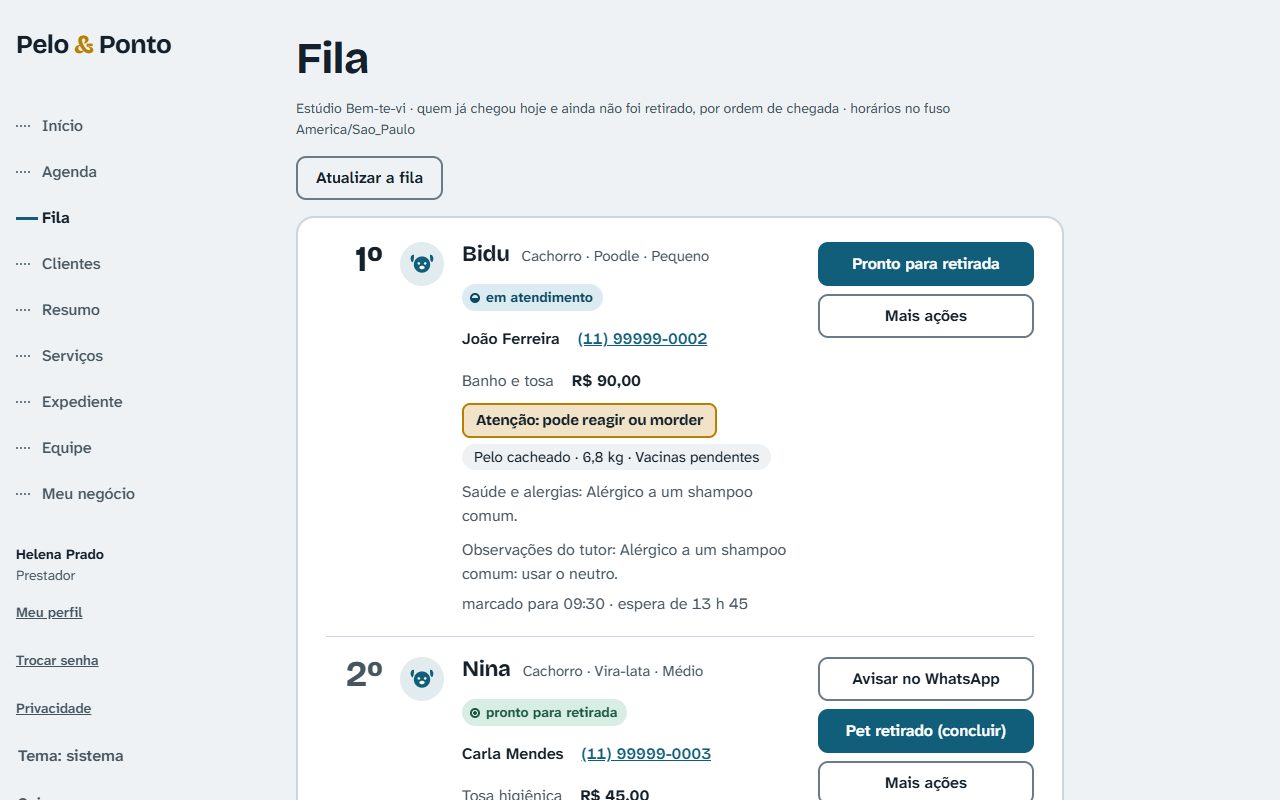 Pelo & Ponto
Início
Agenda
Fila
Clientes
Resumo
Serviços
Expediente
Equipe
Meu negócio
Helena Prado
Prestador
Meu perfil
Trocar senha
Privacidade
Tema: sistema
Fila
Estúdio Bem-te-vi · quem já chegou hoje e ainda não foi retirado, por ordem de chegada · horários no fuso
America/Sao_Paulo
Atualizar a fila
1º
Bidu Cachorro · Poodle · Pequeno
em atendimento
João Ferreira (11) 99999-0002
Banho e tosa R$ 90,00
Atenção: pode reagir ou morder
Pelo cacheado · 6,8 kg · Vacinas pendentes
Saúde e alergias: Alérgico a um shampoo
comum.
Observações do tutor: Alérgico a um shampoo
comum: usar o neutro.
marcado para 09:30 · espera de 13 h 45
Pronto para retirada
Mais ações
2º
Nina Cachorro · Vira-lata · Médio
pronto para retirada
Carla Mendes (11) 99999-0003
Tosa higiênica R$ 45,00
Avisar no WhatsApp
Pet retirado (concluir)
Mais ações